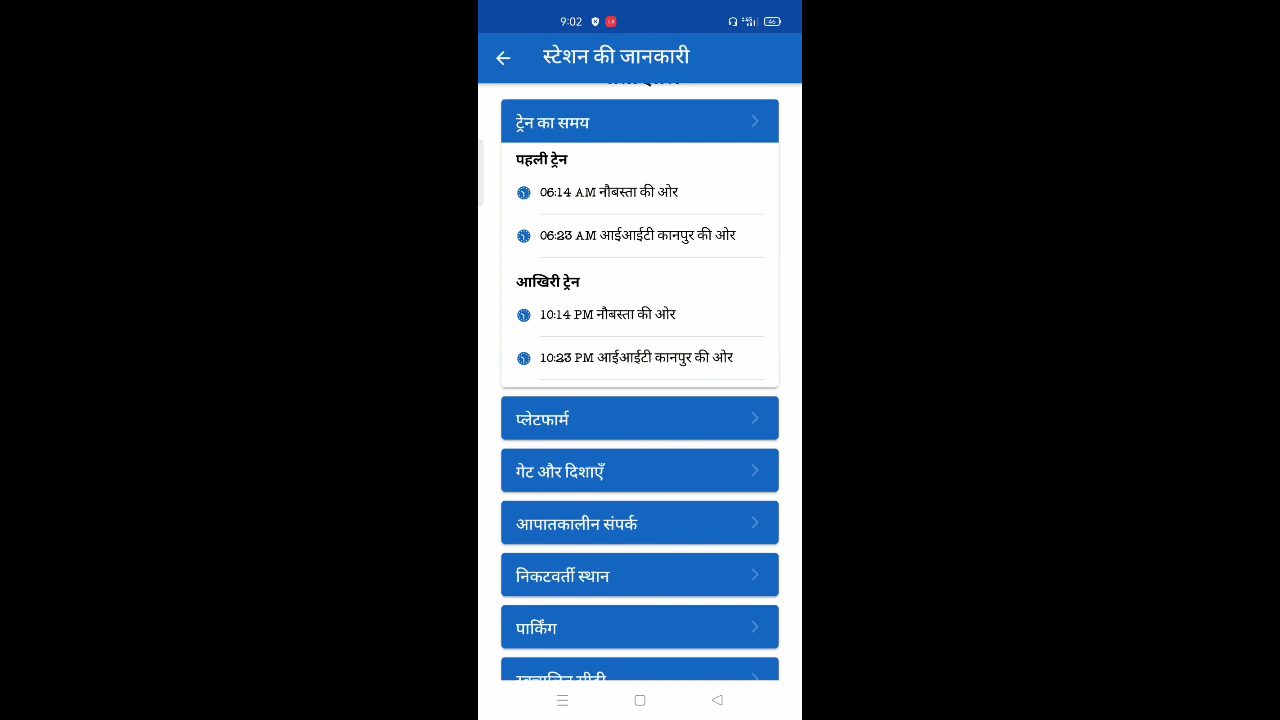 9:02
46
स्टेशन की जानकारी
ट्रेन का समय
पहली ट्रेन
06:14 AM नौबस्ता की ओर
06:23 AM आईआईटी कानपुर की ओर
आखिरी ट्रेन
10:14 PM नौबस्ता की ओर
10:23 PM आईआईटी कानपुर की ओर
प्लेटफार्म
गेट और दिशाएँ
आपातकालीन संपर्क
निकटवर्ती स्थान
पार्किंग